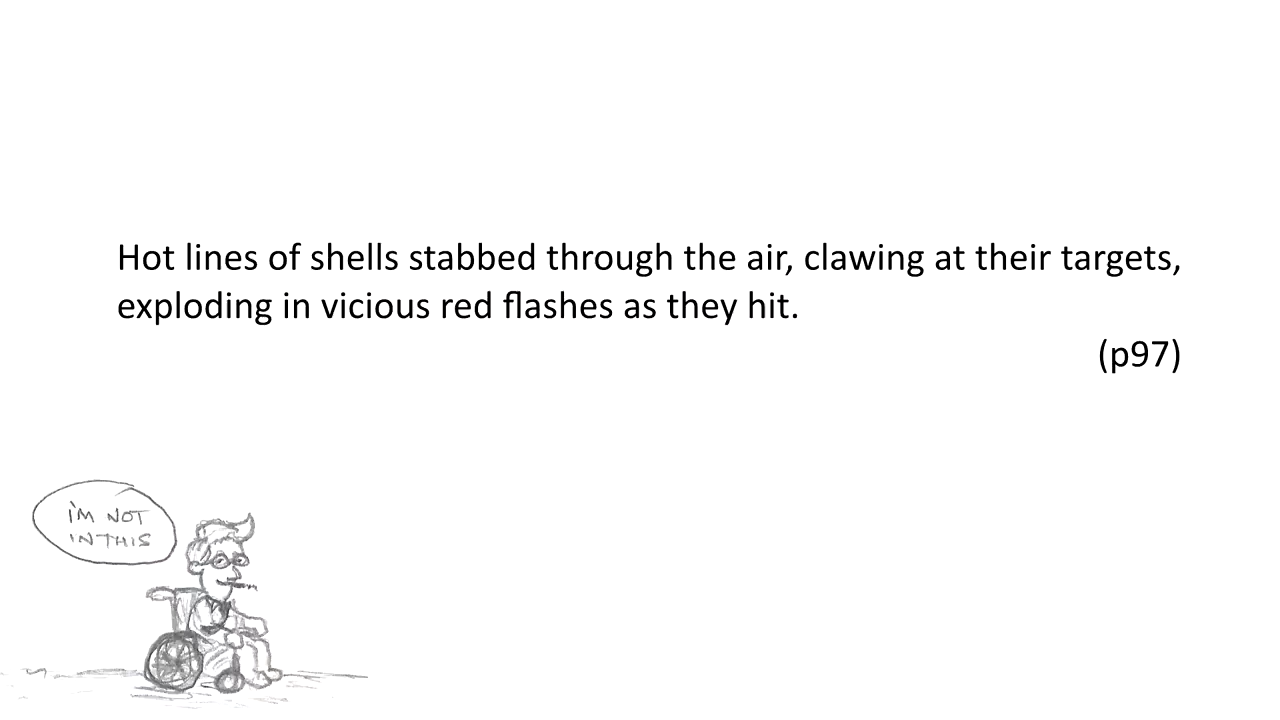 Hot lines of shells stabbed through the air, clawing at their targets,
exploding in vicious red flashes as they hit.
(p97)
I'M NOT
IN THIS